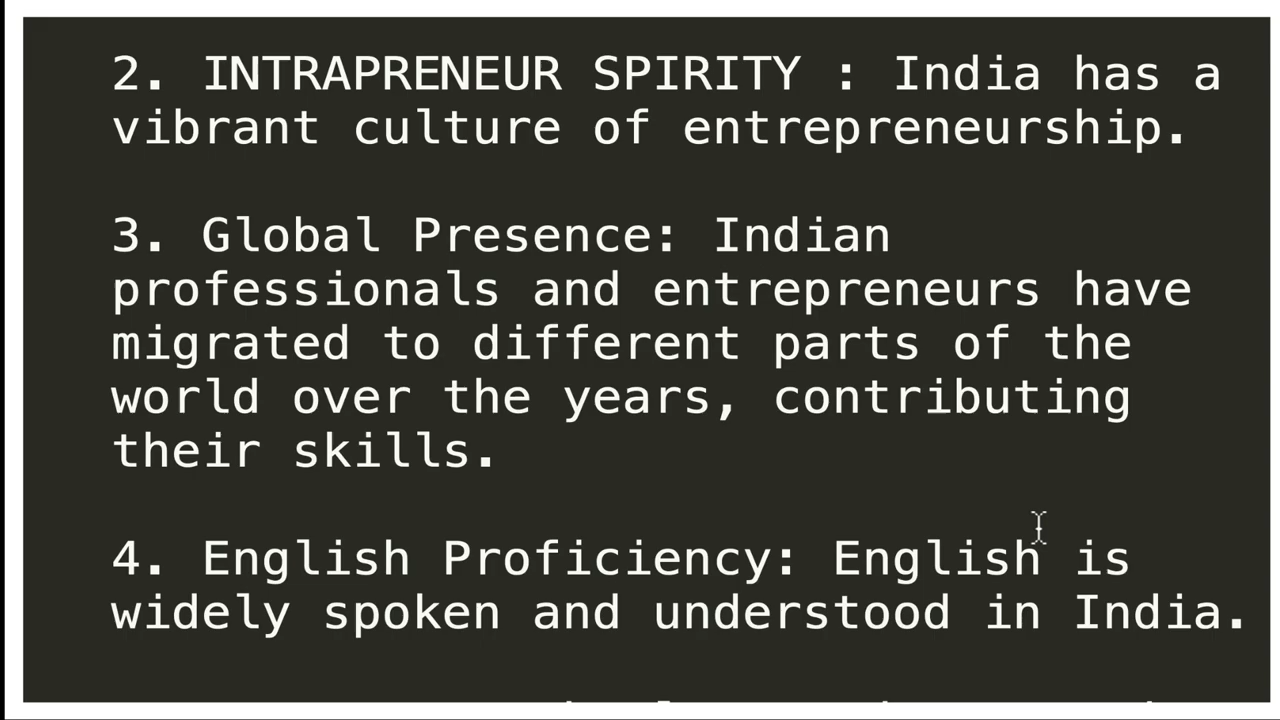 2. INTRAPRENEUR SPIRITY : India has a
vibrant culture of entrepreneurship.
3. Global Presence: Indian
professionals and entrepreneurs have
migrated to different parts of the
world over the years, contributing
their skills.
4. English Proficiency: English is
widely spoken and understood in India.